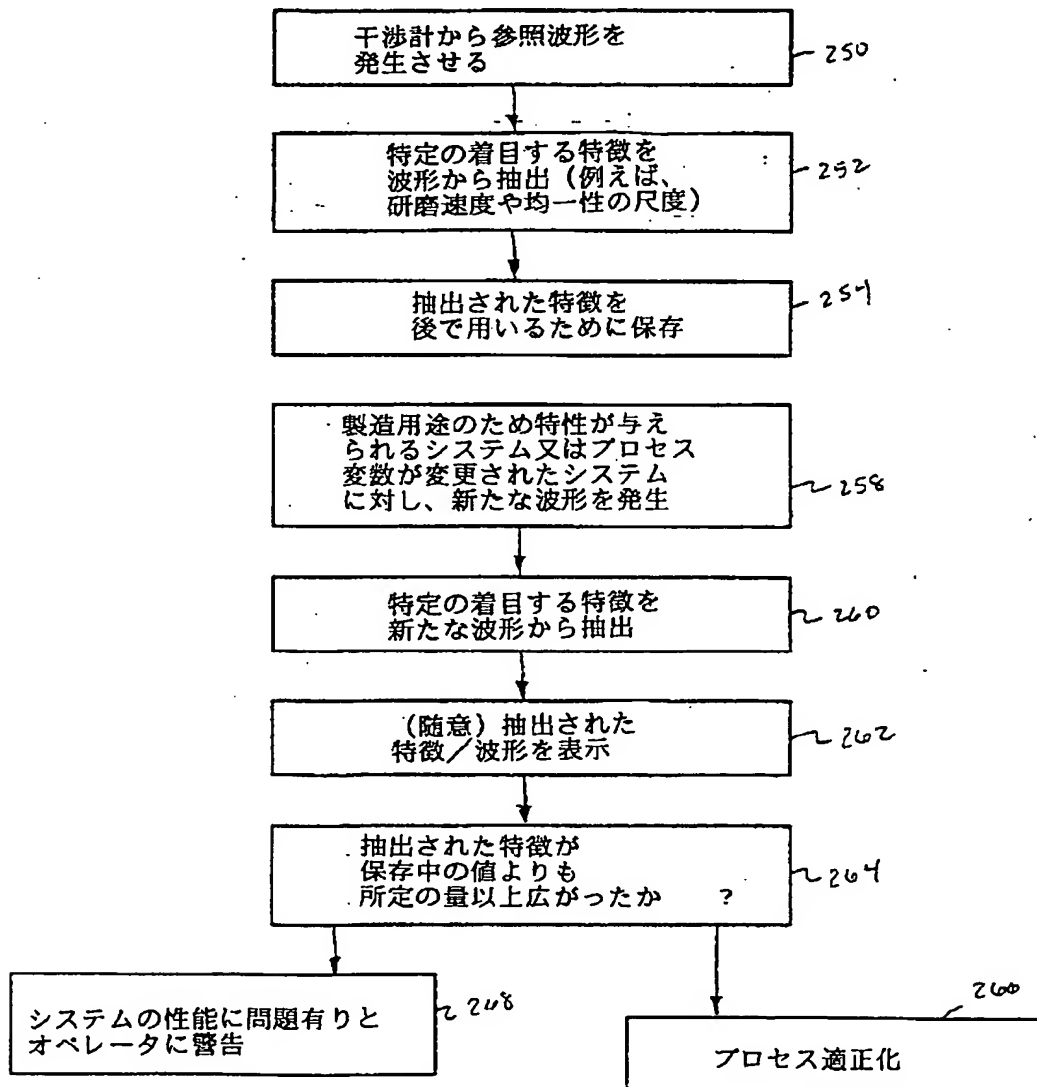 干渉計から参照波形を
発生させる
250
特定の着目する特徴を
波形から抽出(例えば、
研磨速度や均一性の尺度)
252
抽出された特徴を
後で用いるために保存
254
製造用途のため特性が与え
られるシステム又はプロセス
変数が変更されたシステム
に対し、新たな波形を発生
258
特定の着目する特徴を
新たな波形から抽出
260
(随意)抽出された
特徴/波形を表示
262
抽出された特徴が
保存中の値よりも
所定の量以上広がったか ?
264
システムの性能に問題有りと
オペレータに警告
268
プロセス適正化